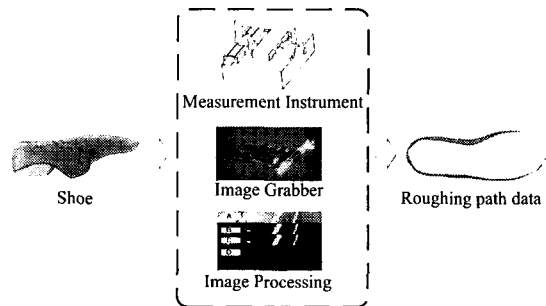 Measurement Instrument
Shoe
Image Grabber
Roughing path data
A
B
C
D
Image Processing